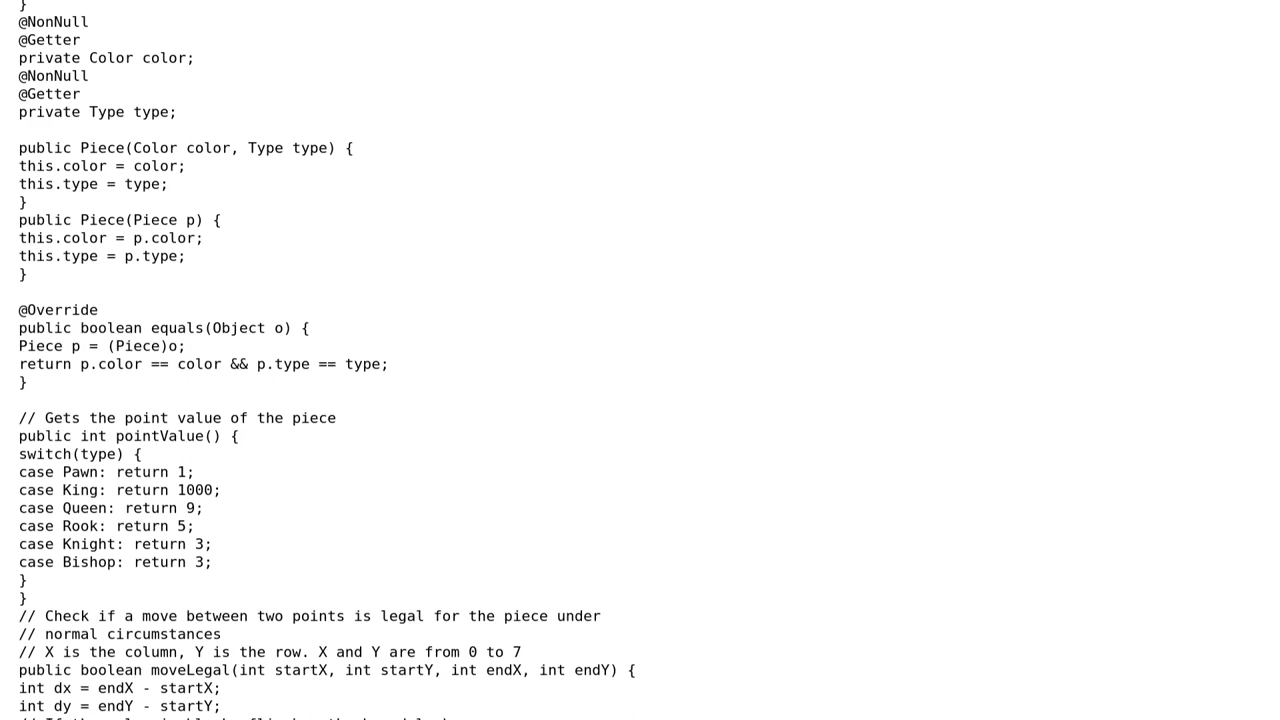 }
@NonNull
@Getter
private Color color;
@NonNull
@Getter
private Type type;

public Piece(Color color, Type type) {
this.color = color;
this.type = type;
}
public Piece(Piece p) {
this.color = p.color;
this.type = p.type;
}

@Override
public boolean equals(Object o) {
Piece p = (Piece)o;
return p.color == color && p.type == type;
}

// Gets the point value of the piece
public int pointValue() {
switch(type) {
case Pawn: return 1;
case King: return 1000;
case Queen: return 9;
case Rook: return 5;
case Knight: return 3;
case Bishop: return 3;
}
}
// Check if a move between two points is legal for the piece under
// normal circumstances
// X is the column, Y is the row. X and Y are from 0 to 7
public boolean moveLegal(int startX, int startY, int endX, int endY) {
int dx = endX - startX;
int dy = endY - startY;